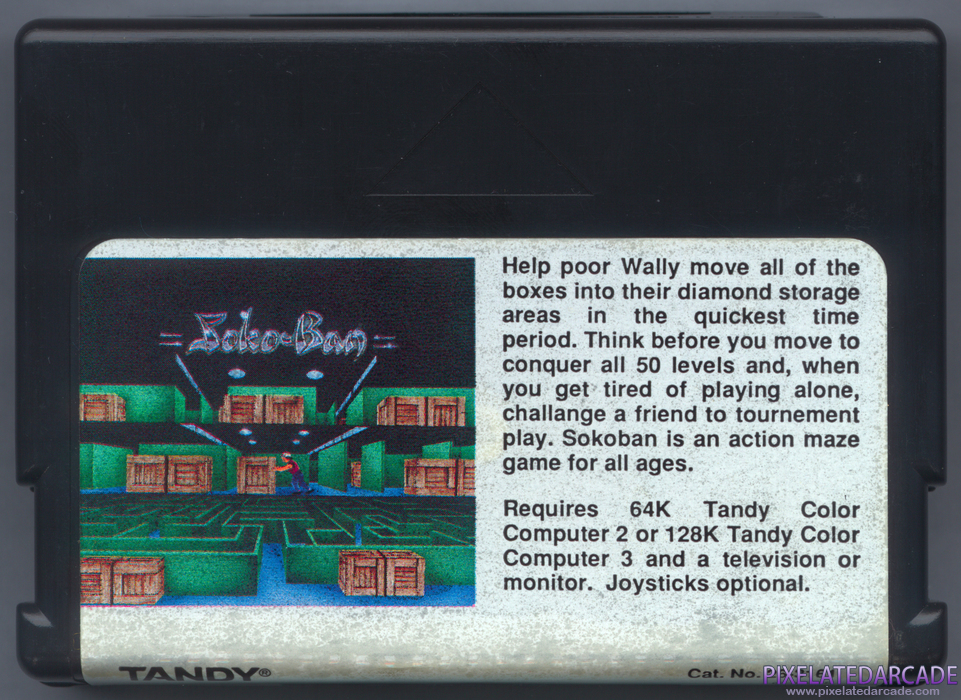 = Soko-Ban =
Help poor Wally move all of the
boxes into their diamond storage
areas in the quickest time
period. Think before you move to
conquer all 50 levels and, when
you get tired of playing alone,
challange a friend to tournement
play. Sokoban is an action maze
game for all ages.
Requires 64K Tandy Color
Computer 2 or 128K Tandy Color
Computer 3 and a television or
monitor. Joysticks optional.
TANDY®
Cat. No.
PIXELATEDARCADE
www.pixelatedarcade.com